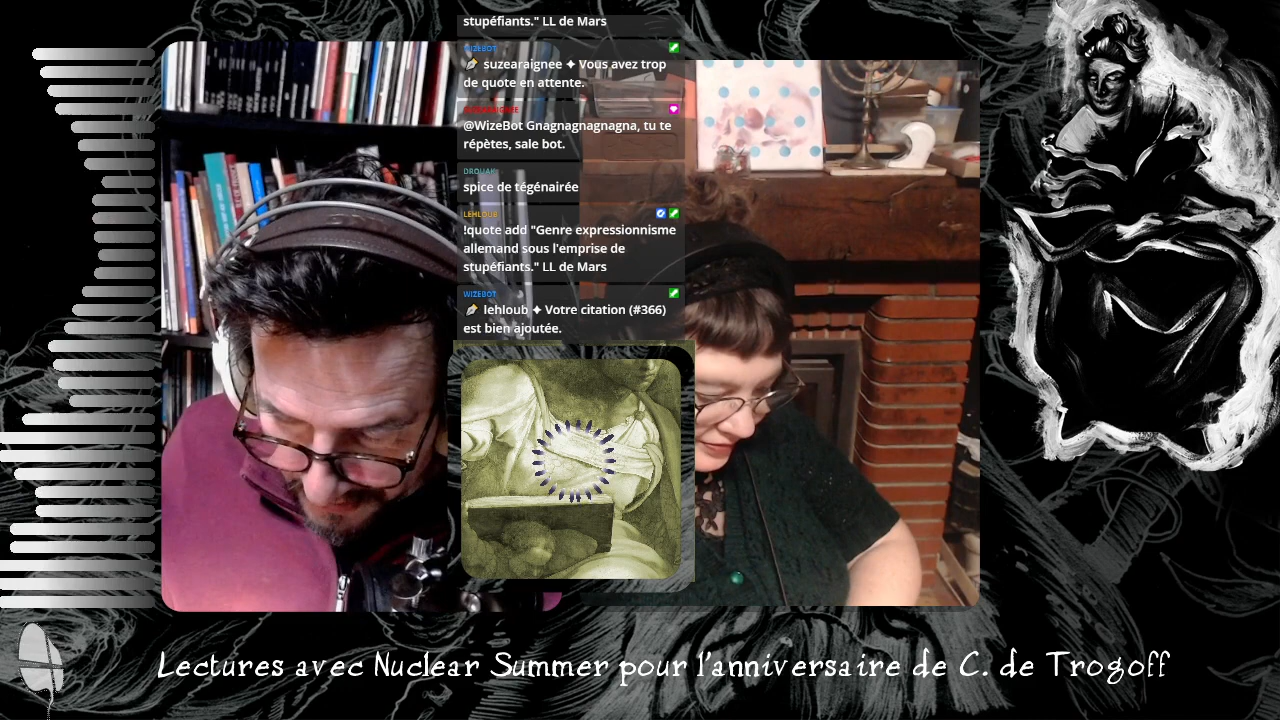 stupéfiants." LL de Mars
WIZEBOT
suzearaignee ✦ Vous avez trop
de quote en attente.
@WizeBot Gnagnagnagnagna, tu te
répètes, sale bot.
DROUAK
spice de tégénairée
LEHLOUB
!quote add "Genre expressionnisme
allemand sous l'emprise de
stupéfiants." LL de Mars
WIZEBOT
lehloub ✦ Votre citation (#366)
est bien ajoutée.
Lectures avec Nuclear Summer pour l'anniversaire de C. de Trogoff